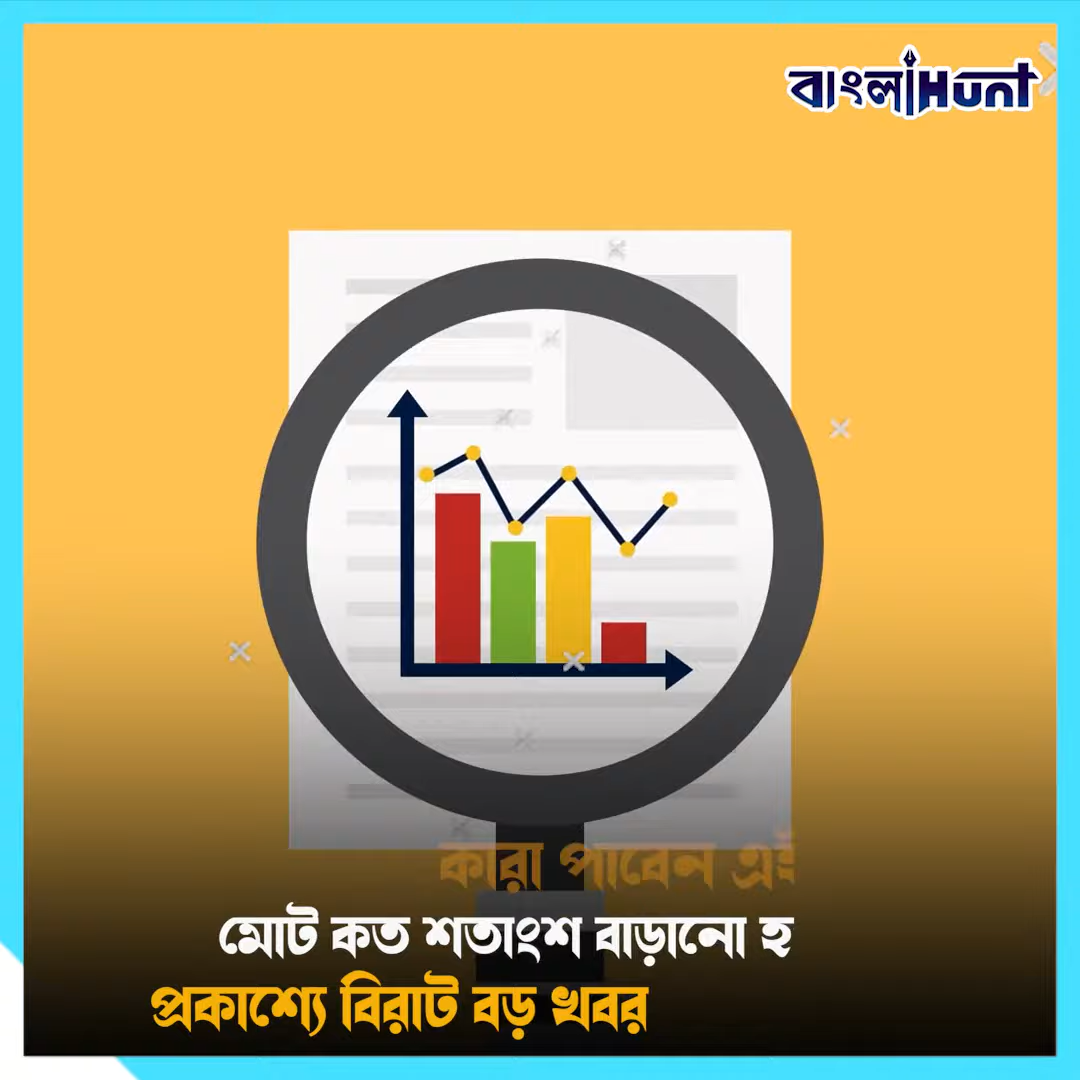 বাংলাHunt
কারা পাবেন
মোট কত শতাংশ বাড়ানো হ
প্রকাশ্যে বিরাট বড় খবর